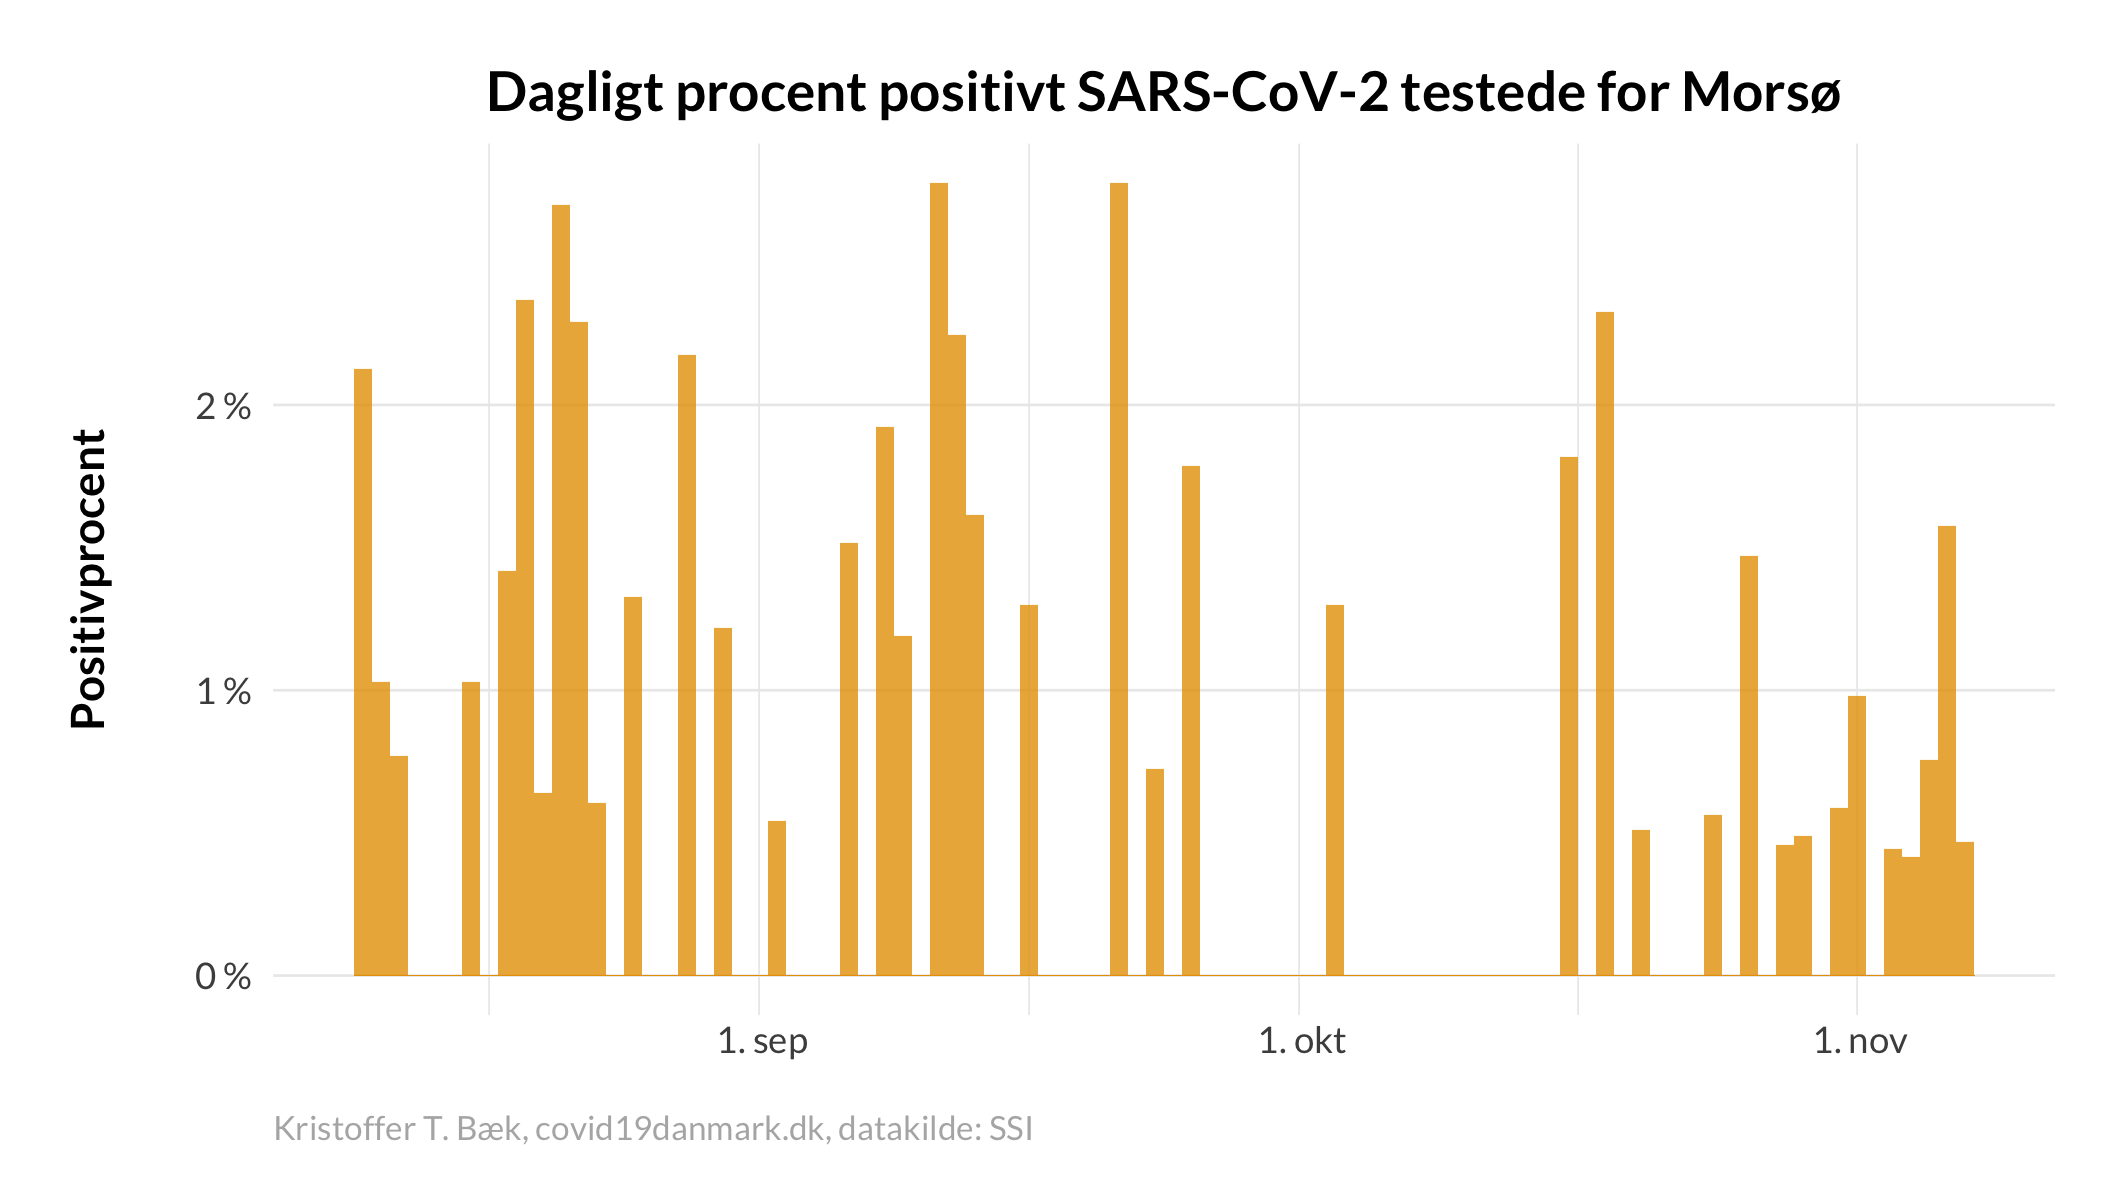 Dagligt procent positivt SARS-CoV-2 testede for Morsø
Positivprocent
2 %
1 %
0 %
1. sep
1. okt
1. nov
Kristoffer T. Bæk, covid19danmark.dk, datakilde: SSI